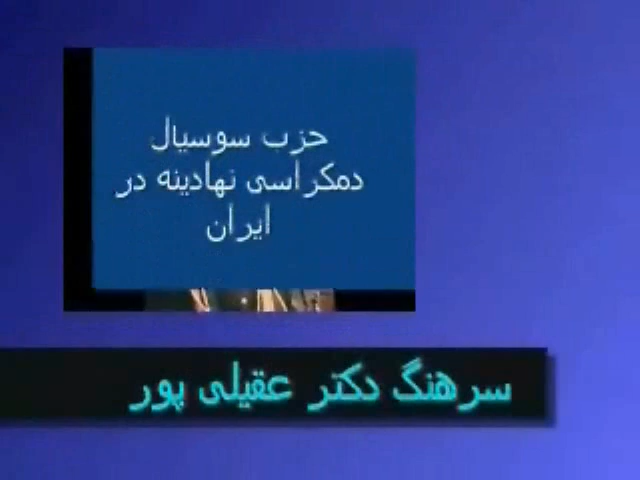 حزب سوسیال
دمکراسی نهادینه در
ایران
سرهنگ دکتر عقیلی پور